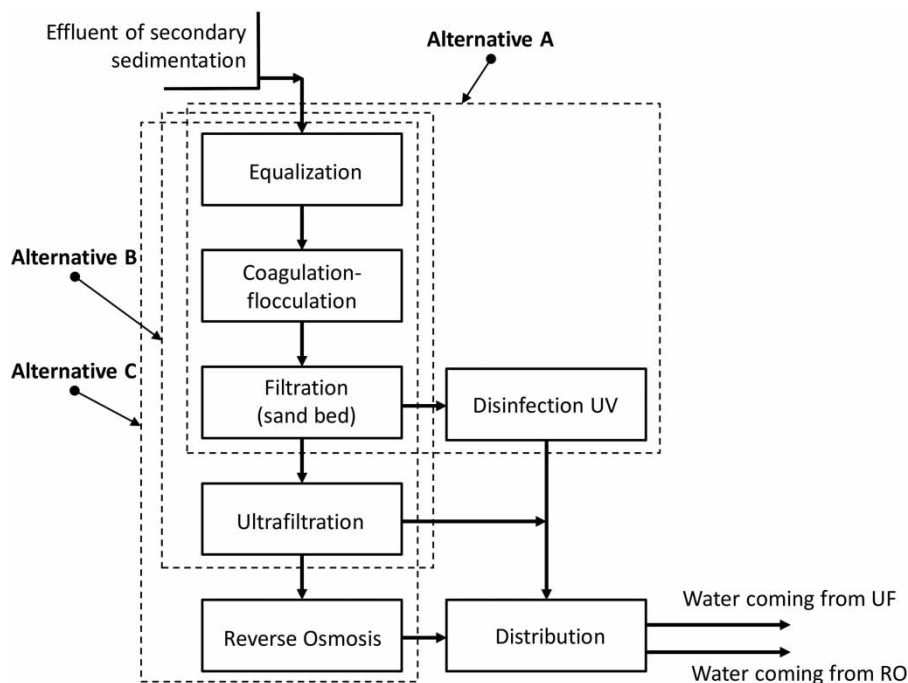 Effluent of secondary
sedimentation
Alternative A
Equalization
Alternative B
Coagulation-
flocculation
Alternative C
Filtration
(sand bed)
Disinfection UV
Ultrafiltration
Water coming from UF
Reverse Osmosis
Distribution
Water coming from RO